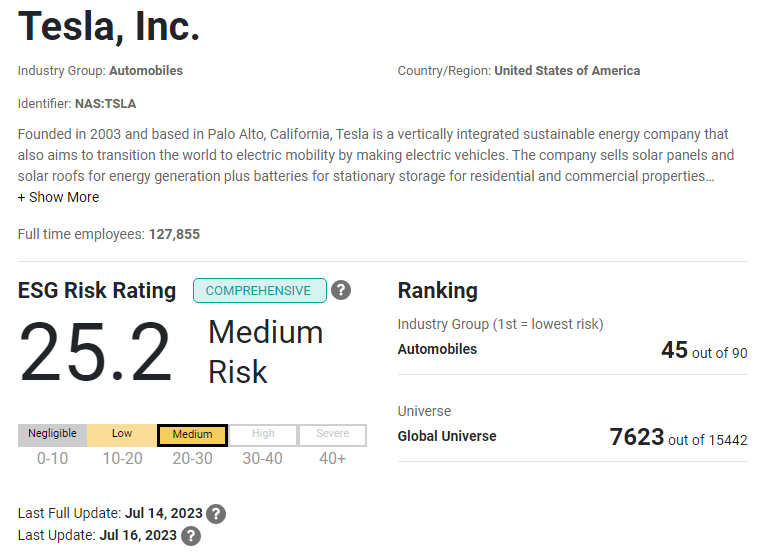 Tesla, Inc.
Industry Group: Automobiles
Country/Region: United States of America
Identifier: NAS:TSLA
Founded in 2003 and based in Palo Alto, California, Tesla is a vertically integrated sustainable energy company that
also aims to transition the world to electric mobility by making electric vehicles. The company sells solar panels and
solar roofs for energy generation plus batteries for stationary storage for residential and commercial properties…
+ Show More
Full time employees: 127,855
ESG Risk Rating COMPREHENSIVE ?
25.2 Medium
Risk
Negligible Low Medium High Severe
0-10 10-20 20-30 30-40 40+
Last Full Update: Jul 14, 2023 ?
Last Update: Jul 16, 2023 ?
Ranking
Industry Group (1st = lowest risk)
Automobiles 45 out of 90
Universe
Global Universe 7623 out of 15442